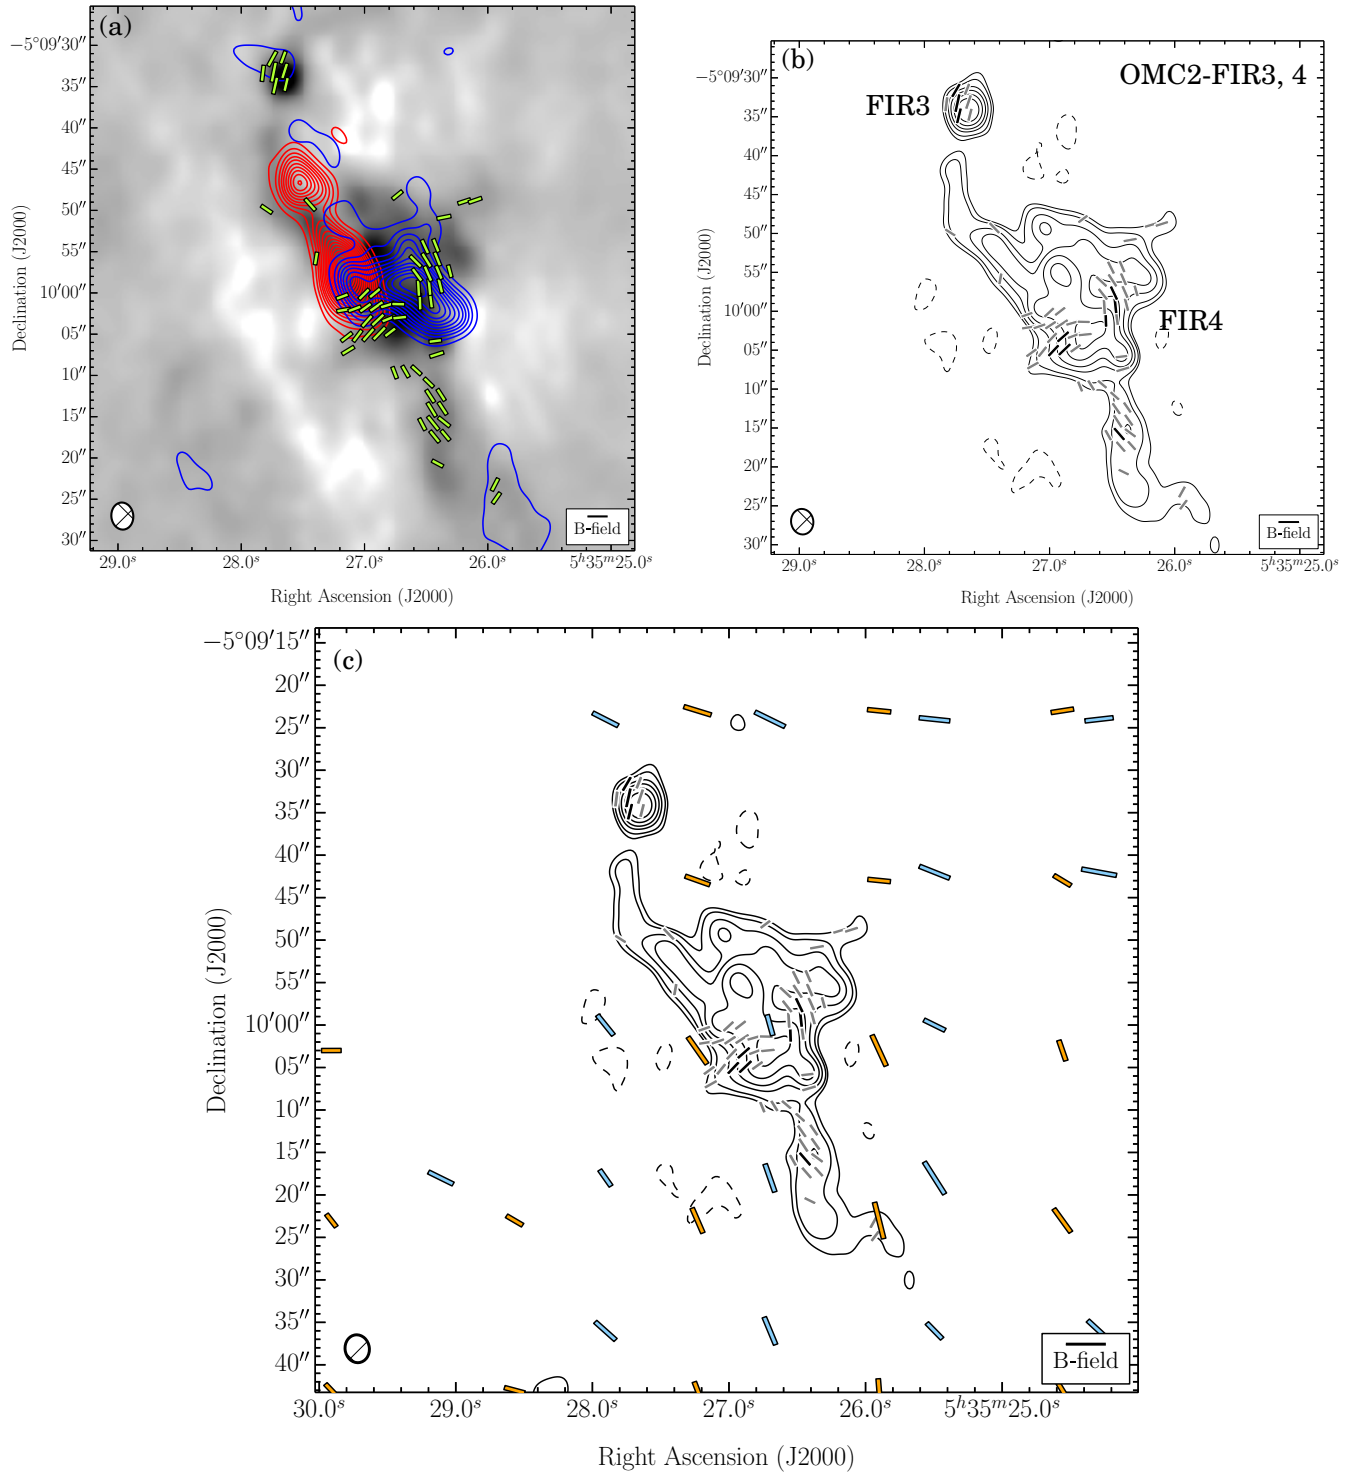 (a)
−5°09′30″
35″
40″
45″
50″
55″
10′00″
05″
10″
15″
20″
25″
30″
Declination (J2000)
B-field
29.0ˢ
28.0ˢ
27.0ˢ
26.0ˢ
5ʰ35ᵐ25.0ˢ
Right Ascension (J2000)
(b)
OMC2-FIR3, 4
FIR3
FIR4
−5°09′30″
35″
40″
45″
50″
55″
10′00″
05″
10″
15″
20″
25″
30″
Declination (J2000)
B-field
29.0ˢ
28.0ˢ
27.0ˢ
26.0ˢ
5ʰ35ᵐ25.0ˢ
Right Ascension (J2000)
(c)
−5°09′15″
20″
25″
30″
35″
40″
45″
50″
55″
10′00″
05″
10″
15″
20″
25″
30″
35″
40″
Declination (J2000)
B-field
30.0ˢ
29.0ˢ
28.0ˢ
27.0ˢ
26.0ˢ
5ʰ35ᵐ25.0ˢ
Right Ascension (J2000)